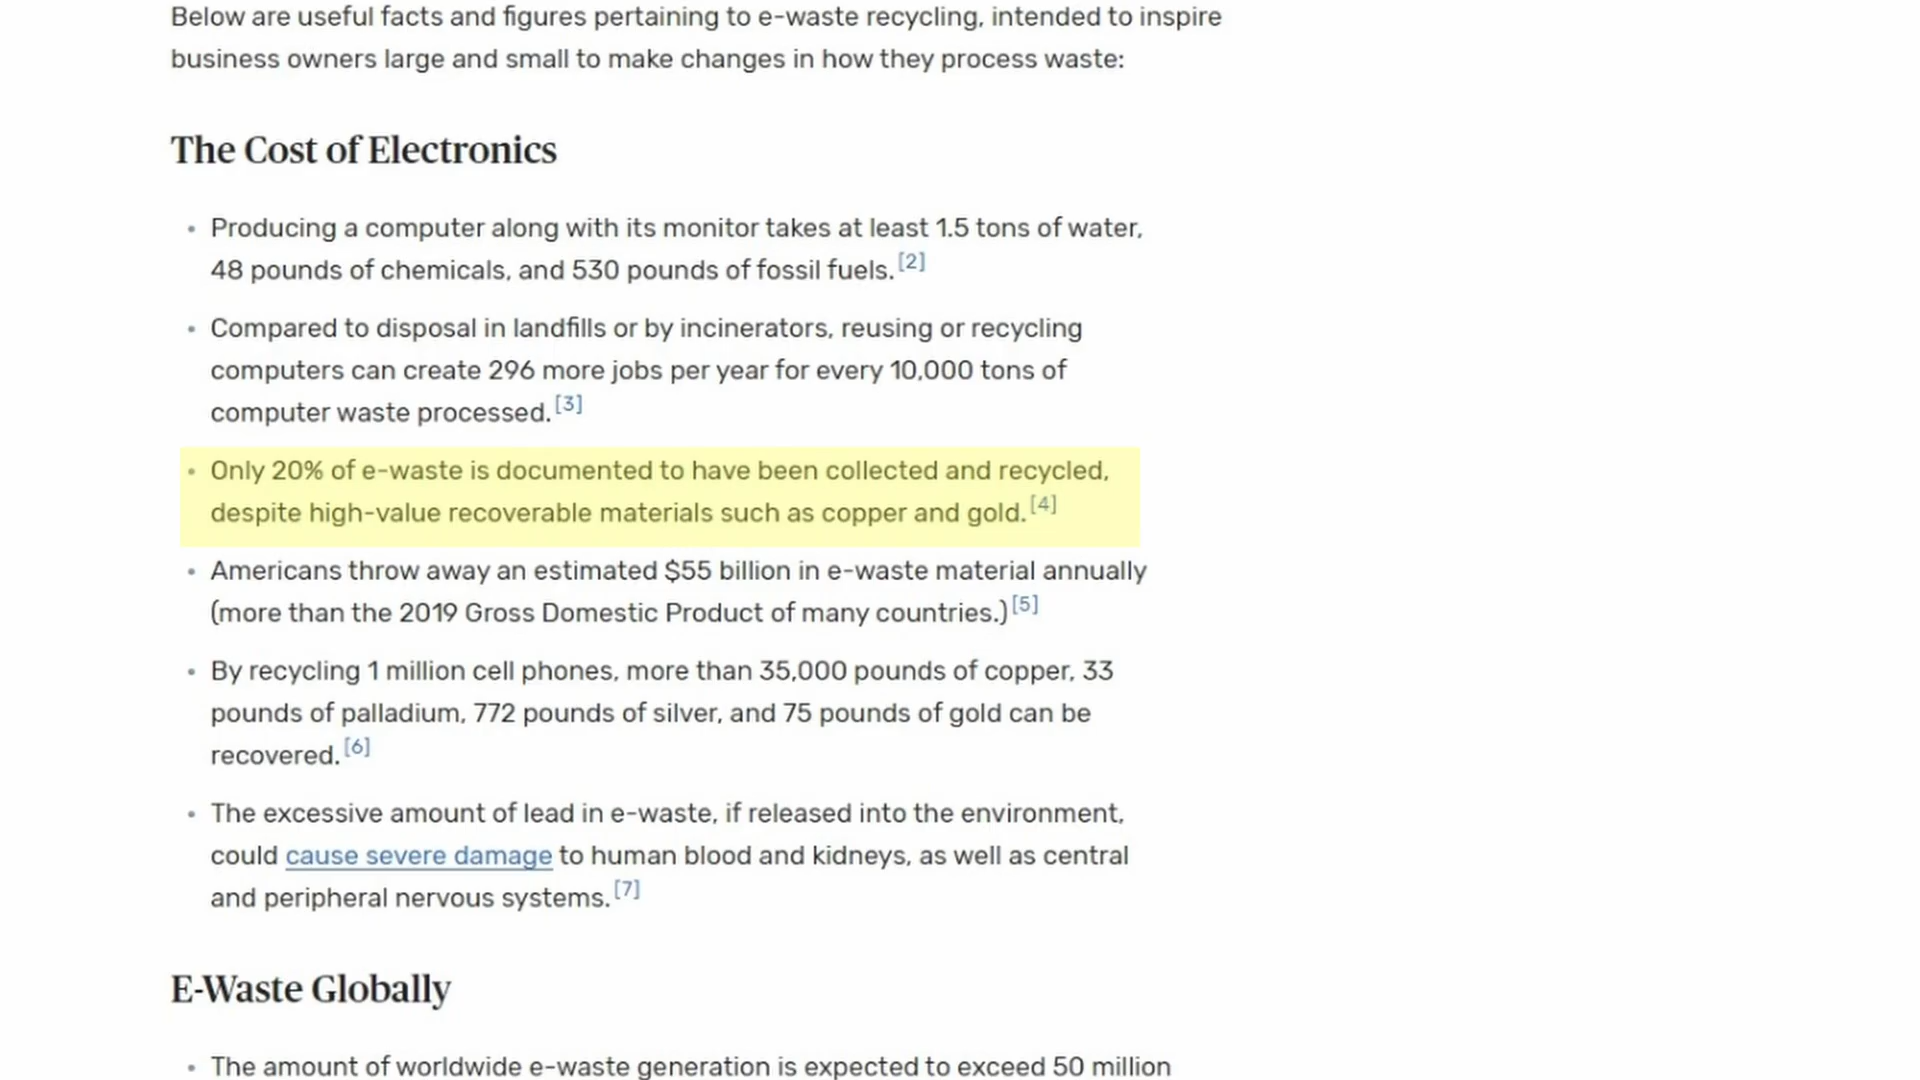 Below are useful facts and figures pertaining to e-waste recycling, intended to inspire
business owners large and small to make changes in how they process waste:
The Cost of Electronics
• Producing a computer along with its monitor takes at least 1.5 tons of water,
48 pounds of chemicals, and 530 pounds of fossil fuels. [2]
• Compared to disposal in landfills or by incinerators, reusing or recycling
computers can create 296 more jobs per year for every 10,000 tons of
computer waste processed. [3]
• Only 20% of e-waste is documented to have been collected and recycled,
despite high-value recoverable materials such as copper and gold. [4]
• Americans throw away an estimated $55 billion in e-waste material annually
(more than the 2019 Gross Domestic Product of many countries.) [5]
• By recycling 1 million cell phones, more than 35,000 pounds of copper, 33
pounds of palladium, 772 pounds of silver, and 75 pounds of gold can be
recovered. [6]
• The excessive amount of lead in e-waste, if released into the environment,
could cause severe damage to human blood and kidneys, as well as central
and peripheral nervous systems. [7]
E-Waste Globally
• The amount of worldwide e-waste generation is expected to exceed 50 million